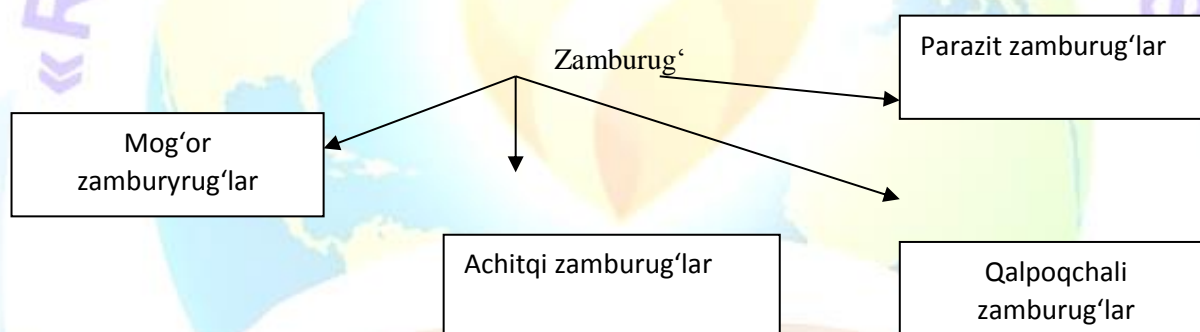 «R
Zamburug‘
Parazit zamburug‘lar
Mog‘or
zamburyrug‘lar
Achitqi zamburug‘lar
Qalpoqchali
zamburug‘lar